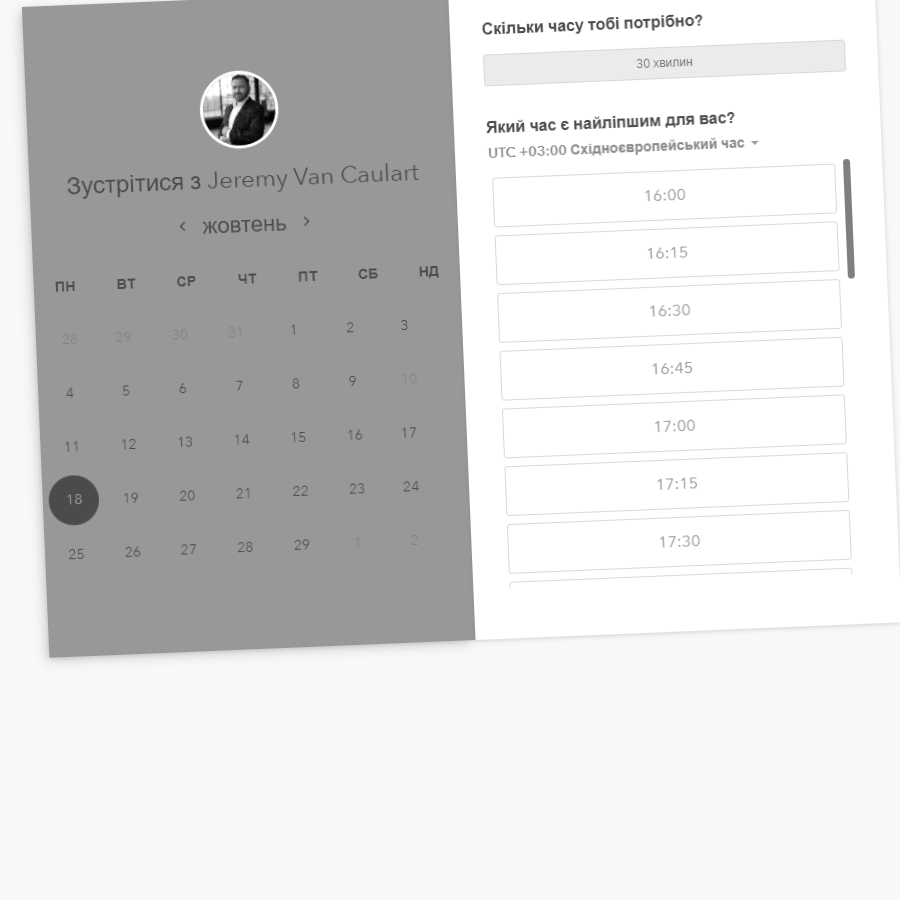 Зустрітися з Jeremy Van Caulart
‹ жовтень ›
ПН ВТ СР ЧТ ПТ СБ НД
28 29 30 31 1 2 3
4 5 6 7 8 9 10
11 12 13 14 15 16 17
18 19 20 21 22 23 24
25 26 27 28 29 1 2
Скільки часу тобі потрібно?
30 хвилин
Який час є найліпшим для вас?
UTC +03:00 Східноєвропейський час
16:00
16:15
16:30
16:45
17:00
17:15
17:30